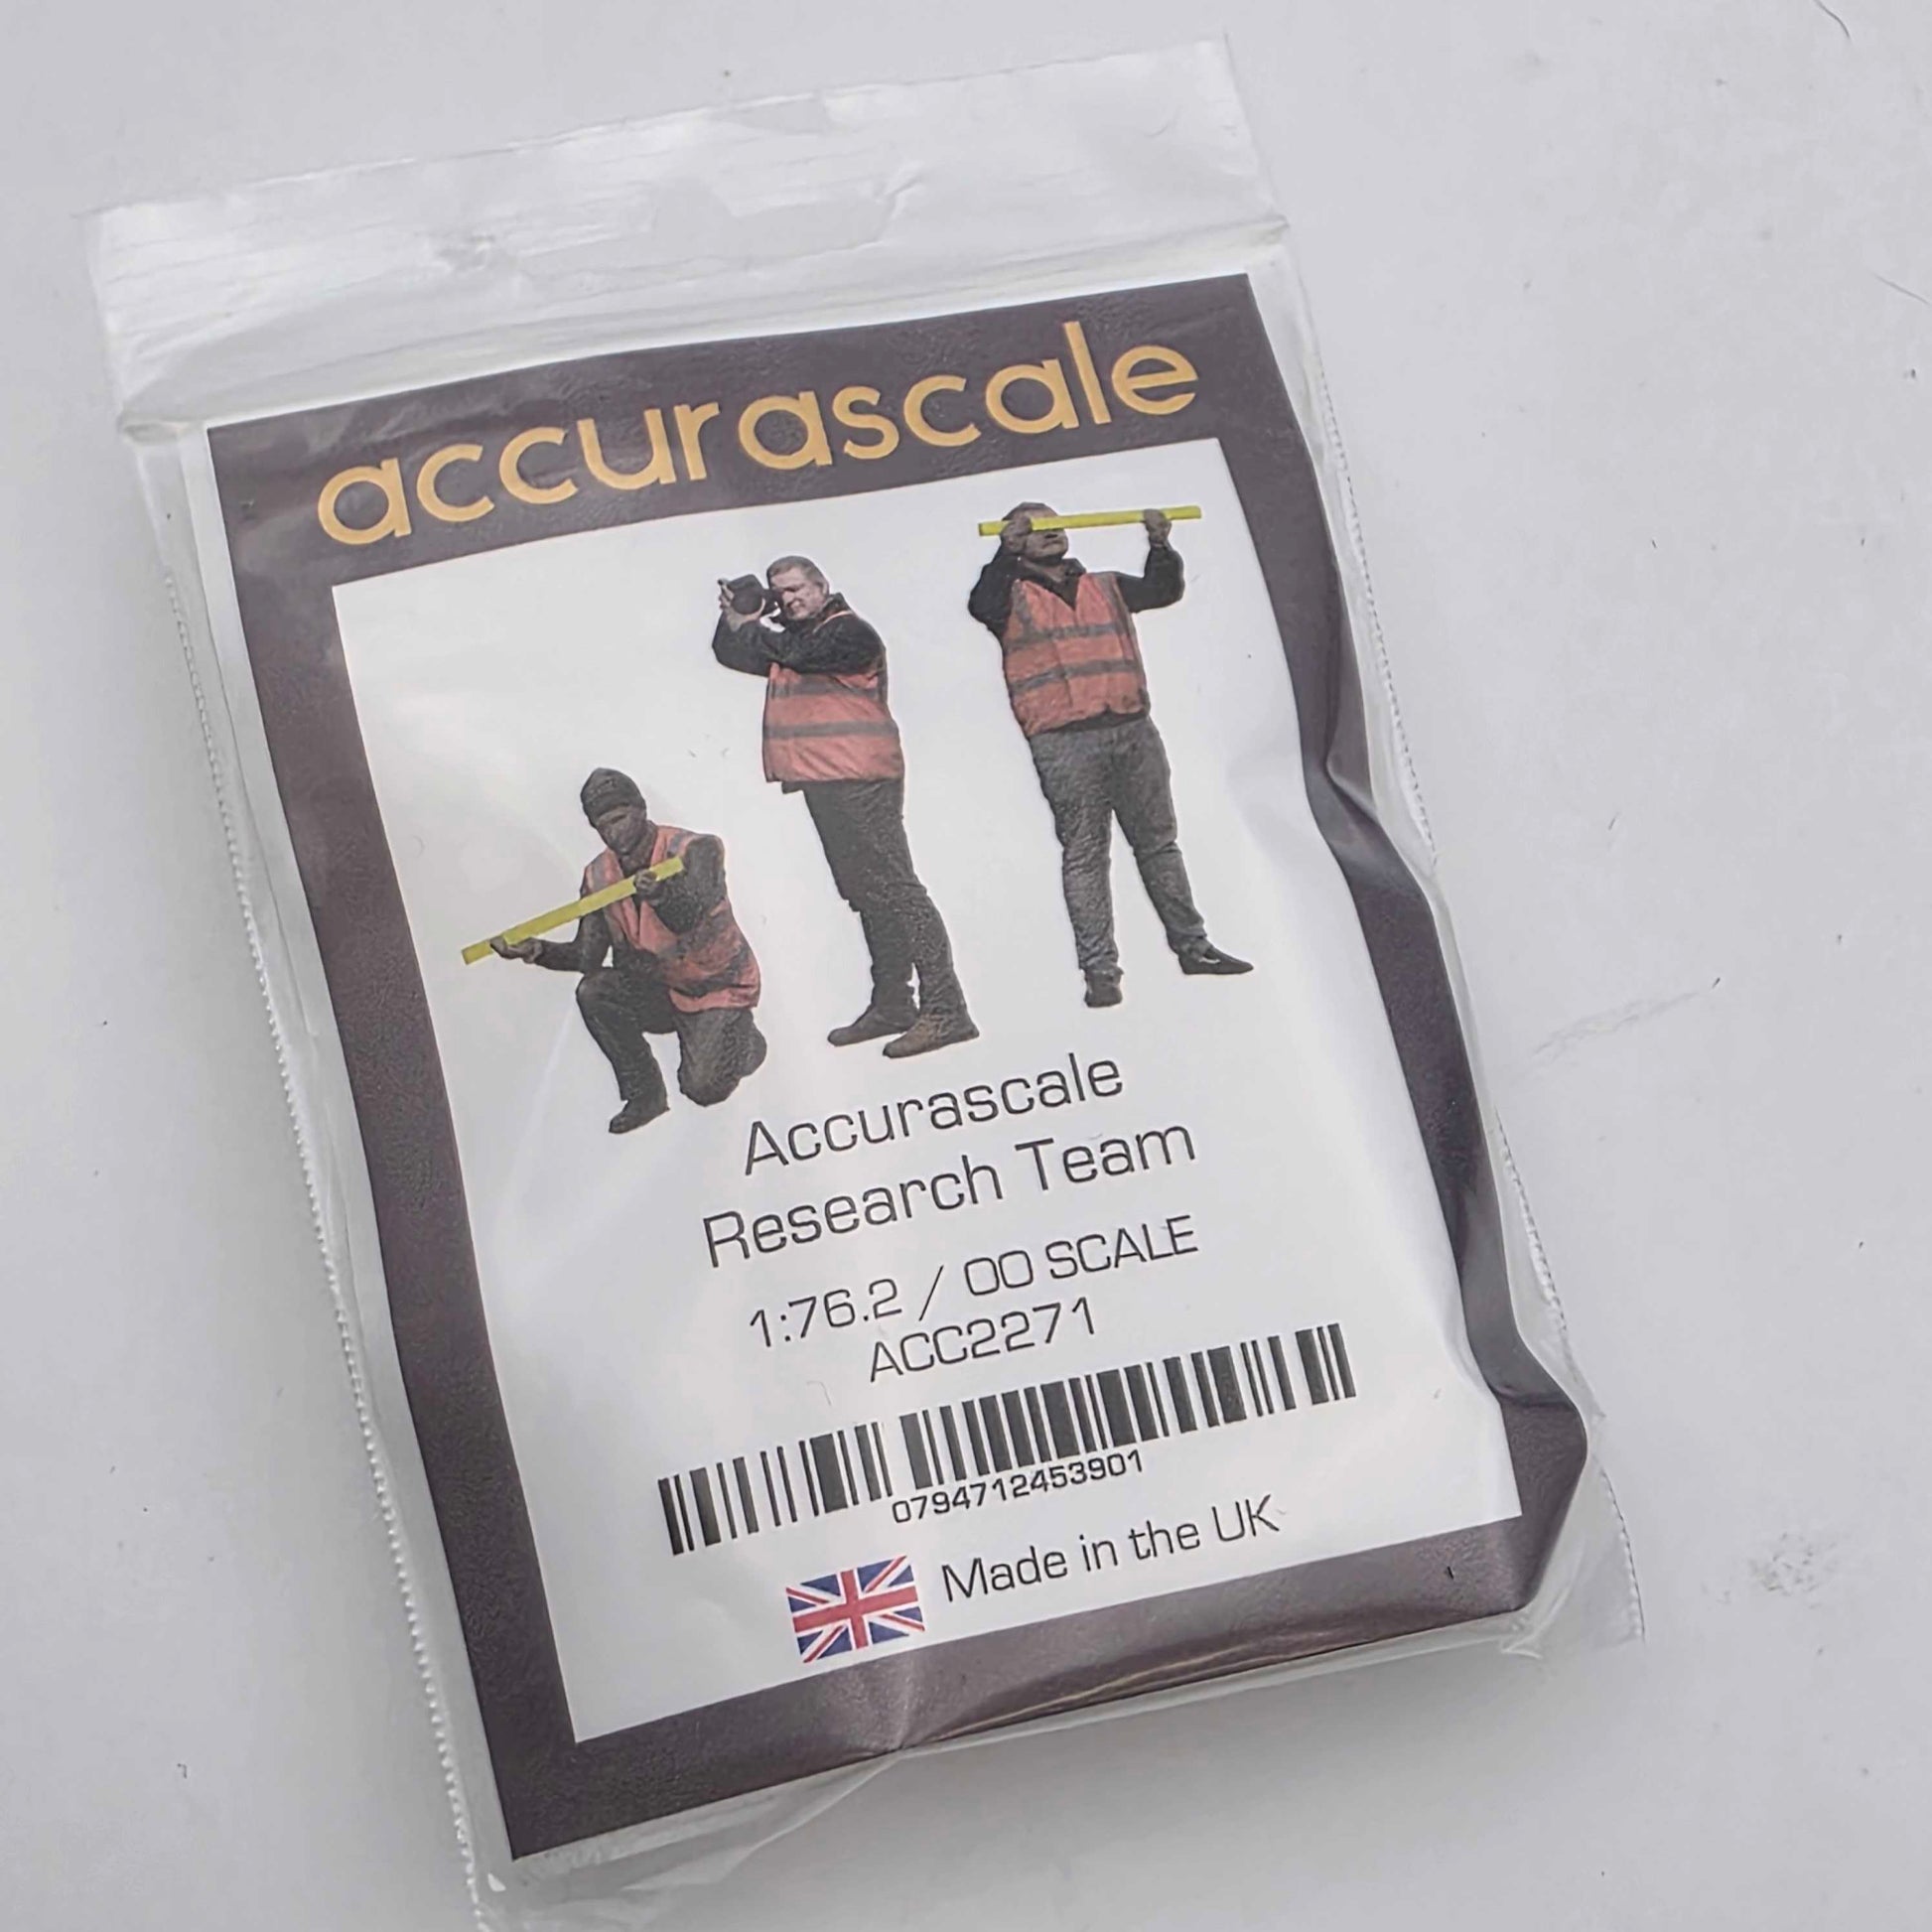 accurascale
Accurascale
Research Team
1:76.2 / OO SCALE
ACC2271
0794712453901
Made in the UK